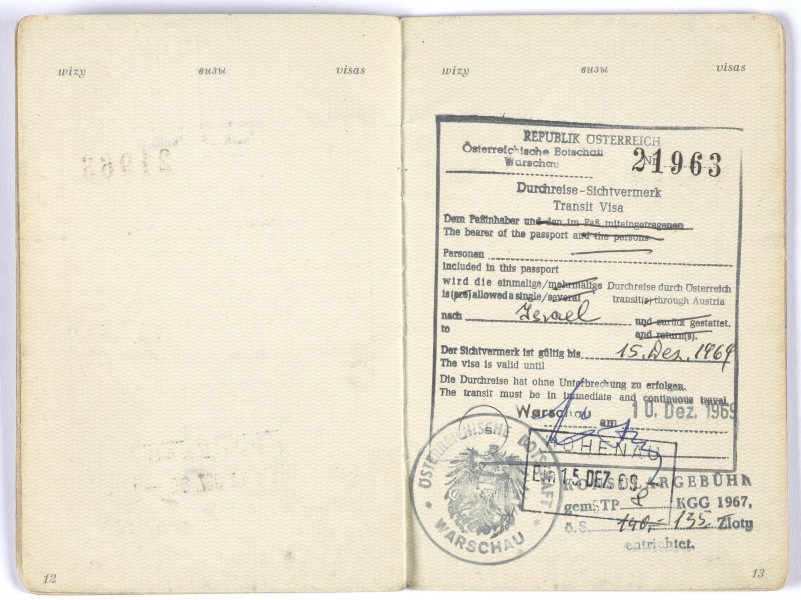 wizy визы visas
12
wizy визы visas
REPUBLIK ÖSTERREICH
Österreichische Botschaft
Warschau
Nr. 21963
Durchreise-Sichtvermerk
Transit Visa
Dem Paßinhaber und den im Paß miteingetragenen
The bearer of the passport and the persons
Personen
included in this passport
wird die einmalige/mehrmalige Durchreise durch Österreich
is(are)allowed a single/several transit(s)through Austria
nach Israel und zurück gestattet.
to and return(s).
Der Sichtvermerk ist gültig bis 15. Dez. 1969
The visa is valid until
Die Durchreise hat ohne Unterbrechung zu erfolgen.
The transit must be in immediate and continuous travel.
Warschau am 10. Dez. 1969
HOHENAU
15. DEZ. 69
ÖSTERREICHISCHE BOTSCHAFT
WARSCHAU
KONSULARGEBÜHR
gem. TP 8 KGG 1967,
ö.S. 140,- 135. Zloty
entrichtet.
13